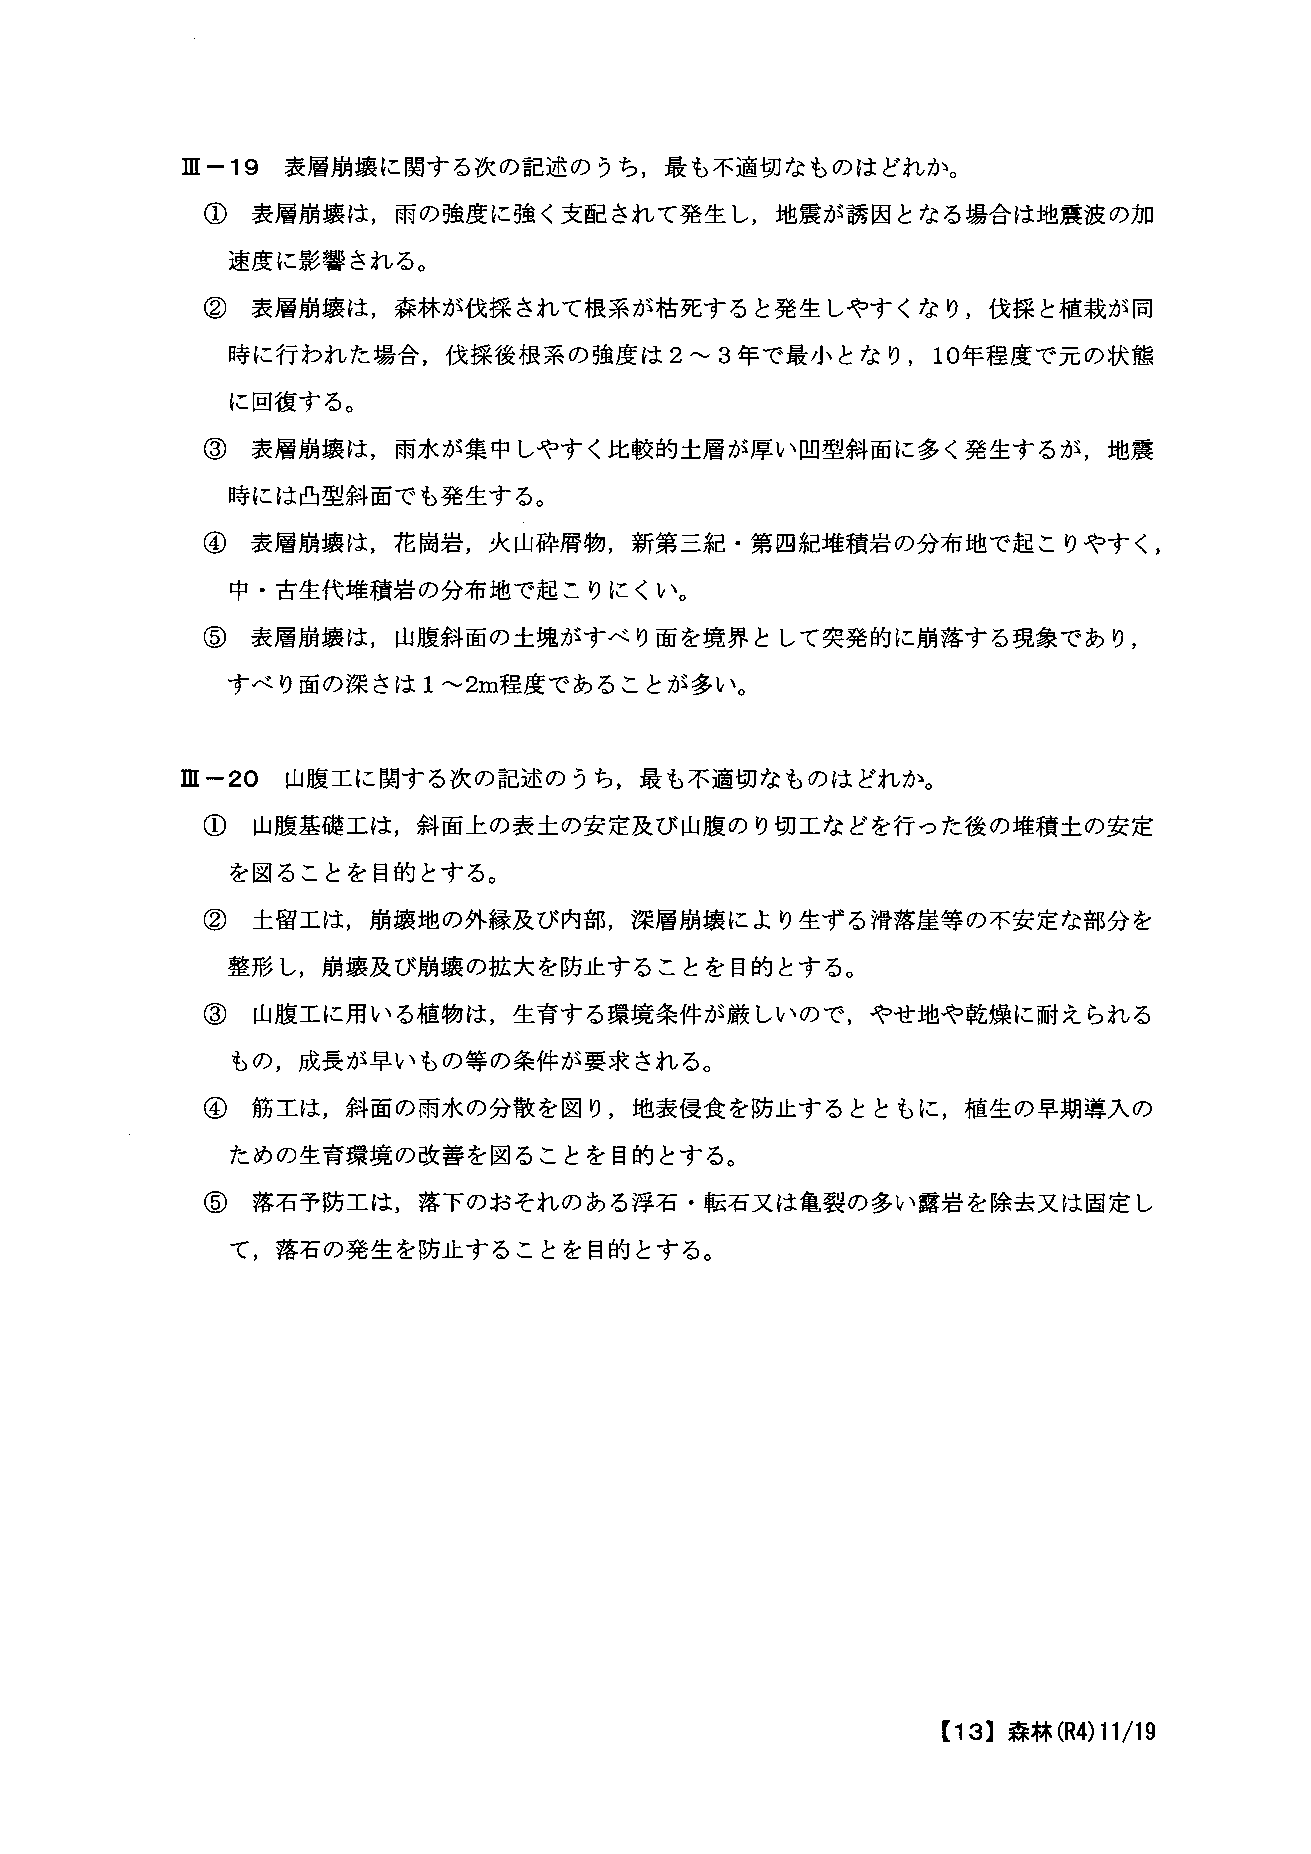 Ⅲ－19　表層崩壊に関する次の記述のうち，最も不適切なものはどれか。
①　表層崩壊は，雨の強度に強く支配されて発生し，地震が誘因となる場合は地震波の加
速度に影響される。
②　表層崩壊は，森林が伐採されて根系が枯死すると発生しやすくなり，伐採と植栽が同
時に行われた場合，伐採後根系の強度は２～３年で最小となり，10年程度で元の状態
に回復する。
③　表層崩壊は，雨水が集中しやすく比較的土層が厚い凹型斜面に多く発生するが，地震
時には凸型斜面でも発生する。
④　表層崩壊は，花崗岩，火山砕屑物，新第三紀・第四紀堆積岩の分布地で起こりやすく，
中・古生代堆積岩の分布地で起こりにくい。
⑤　表層崩壊は，山腹斜面の土塊がすべり面を境界として突発的に崩落する現象であり，
すべり面の深さは１～2m程度であることが多い。
Ⅲ－20　山腹工に関する次の記述のうち，最も不適切なものはどれか。
①　山腹基礎工は，斜面上の表土の安定及び山腹のり切工などを行った後の堆積土の安定
を図ることを目的とする。
②　土留工は，崩壊地の外縁及び内部，深層崩壊により生ずる滑落崖等の不安定な部分を
整形し，崩壊及び崩壊の拡大を防止することを目的とする。
③　山腹工に用いる植物は，生育する環境条件が厳しいので，やせ地や乾燥に耐えられる
もの，成長が早いもの等の条件が要求される。
④　筋工は，斜面の雨水の分散を図り，地表侵食を防止するとともに，植生の早期導入の
ための生育環境の改善を図ることを目的とする。
⑤　落石予防工は，落下のおそれのある浮石・転石又は亀裂の多い露岩を除去又は固定し
て，落石の発生を防止することを目的とする。
【13】森林(R4)11/19